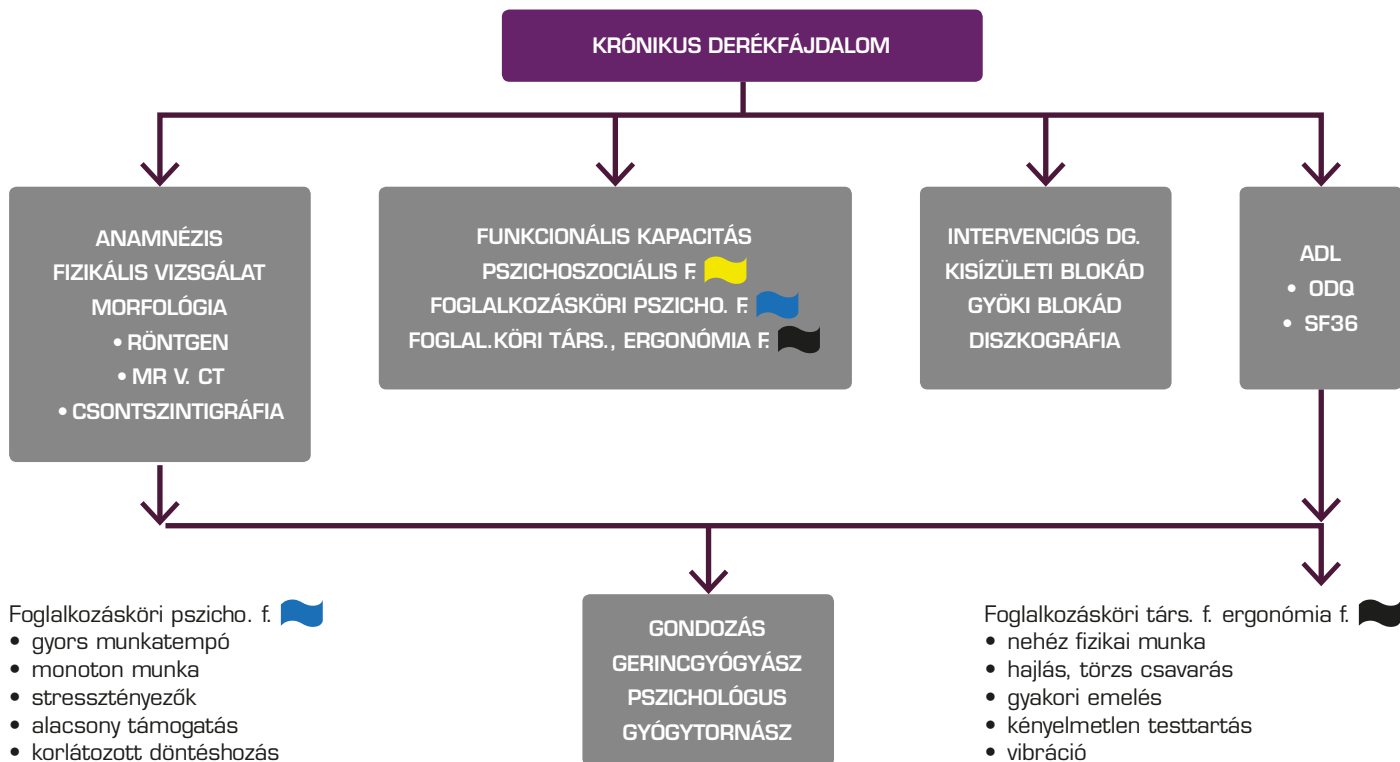 KRÓNIKUS DERÉKFÁJDALOM
ANAMNÉZIS
FIZIKÁLIS VIZSGÁLAT
MORFOLÓGIA
• RÖNTGEN
• MR V. CT
• CSONTSZINTIGRÁFIA
FUNKCIONÁLIS KAPACITÁS
PSZICHOSZOCIÁLIS F.
FOGLALKOZÁSKÖRI PSZICHO. F.
FOGLAL.KÖRI TÁRS., ERGONÓMIA F.
INTERVENCIÓS DG.
KISÍZÜLETI BLOKÁD
GYÖKI BLOKÁD
DISZKOGRÁFIA
ADL
• ODQ
• SF36
Foglalkozásköri pszicho. f.
• gyors munkatempó
• monoton munka
• stressztényezők
• alacsony támogatás
• korlátozott döntéshozás
GONDOZÁS
GERINCGYÓGYÁSZ
PSZICHOLÓGUS
GYÓGYTORNÁSZ
Foglalkozásköri társ. f. ergonómia f.
• nehéz fizikai munka
• hajlás, törzs csavarás
• gyakori emelés
• kényelmetlen testtartás
• vibráció